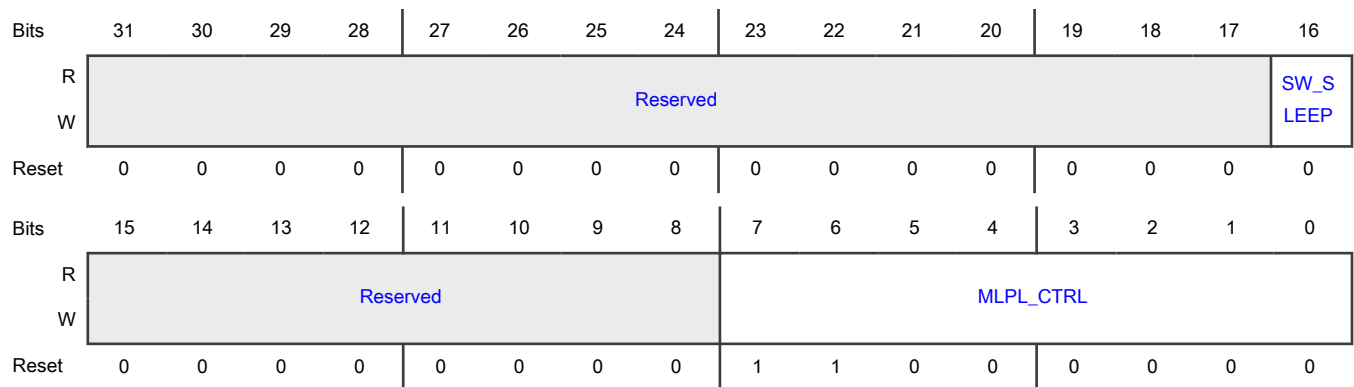 Bits 31 30 29 28 27 26 25 24 23 22 21 20 19 18 17 16
R
Reserved
SW_S
LEEP
W
Reset 0 0 0 0 0 0 0 0 0 0 0 0 0 0 0 0
Bits 15 14 13 12 11 10 9 8 7 6 5 4 3 2 1 0
R
Reserved MLPL_CTRL
W
Reset 0 0 0 0 0 0 0 0 1 1 0 0 0 0 0 0